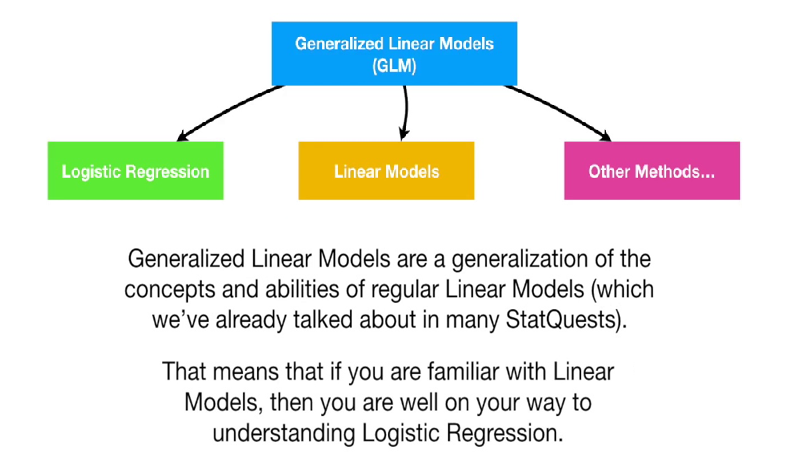 Generalized Linear Models
(GLM)
Logistic Regression
Linear Models
Other Methods...
Generalized Linear Models are a generalization of the
concepts and abilities of regular Linear Models (which
we’ve already talked about in many StatQuests).
That means that if you are familiar with Linear
Models, then you are well on your way to
understanding Logistic Regression.